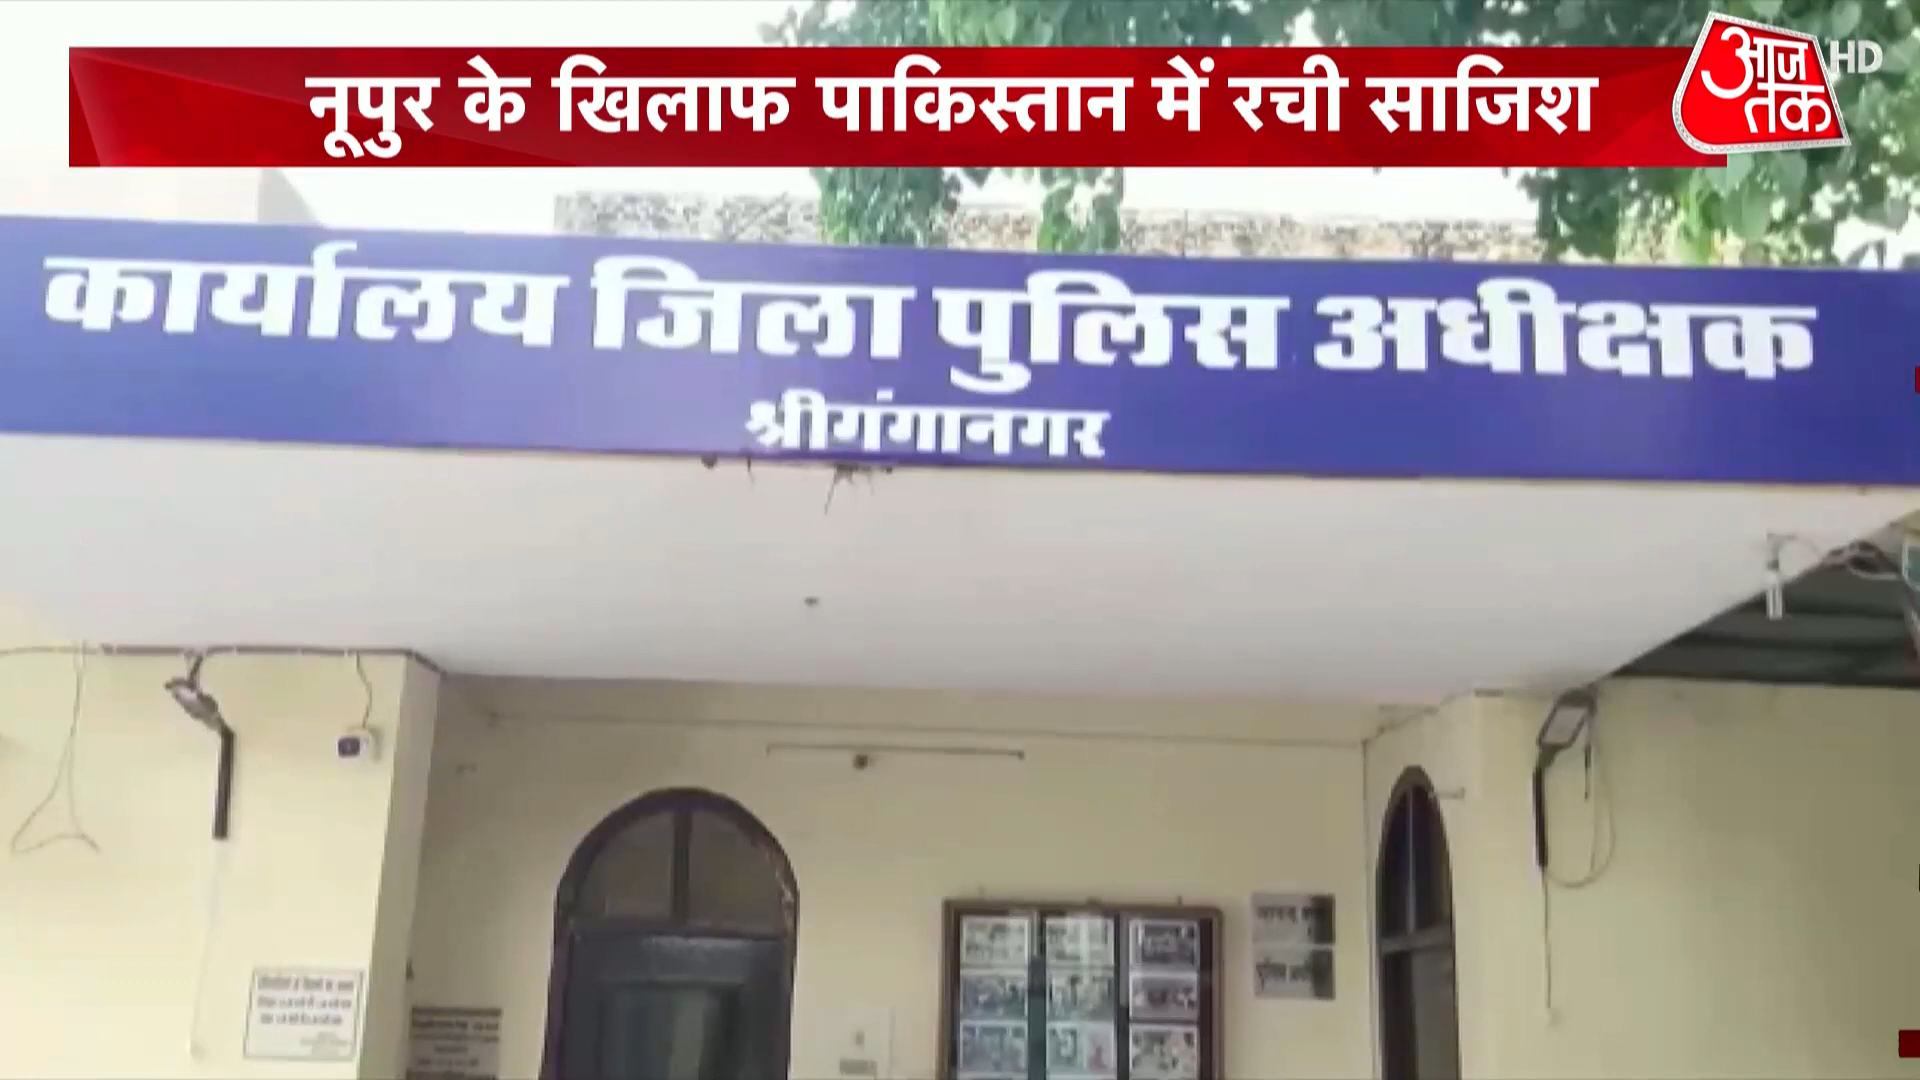 नूपुर के खिलाफ पाकिस्तान में रची साजिश
आज
तक
HD
कार्यालय जिला पुलिस अधीक्षक
श्रीगंगानगर